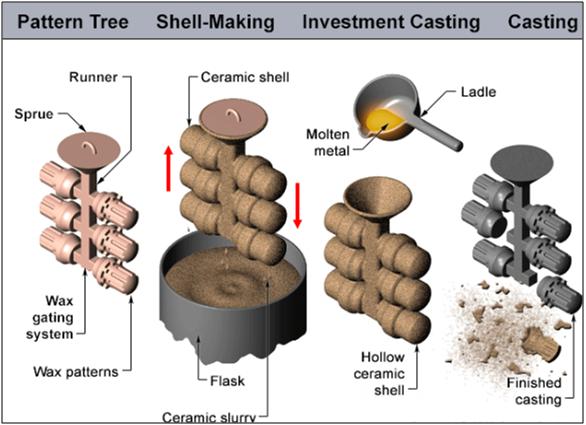 Pattern Tree Shell-Making Investment Casting Casting
Runner
Sprue
Wax
gating
system
Wax patterns
Ceramic shell
Flask
Ceramic slurry
Ladle
Molten
metal
Hollow
ceramic
shell
Finished
casting